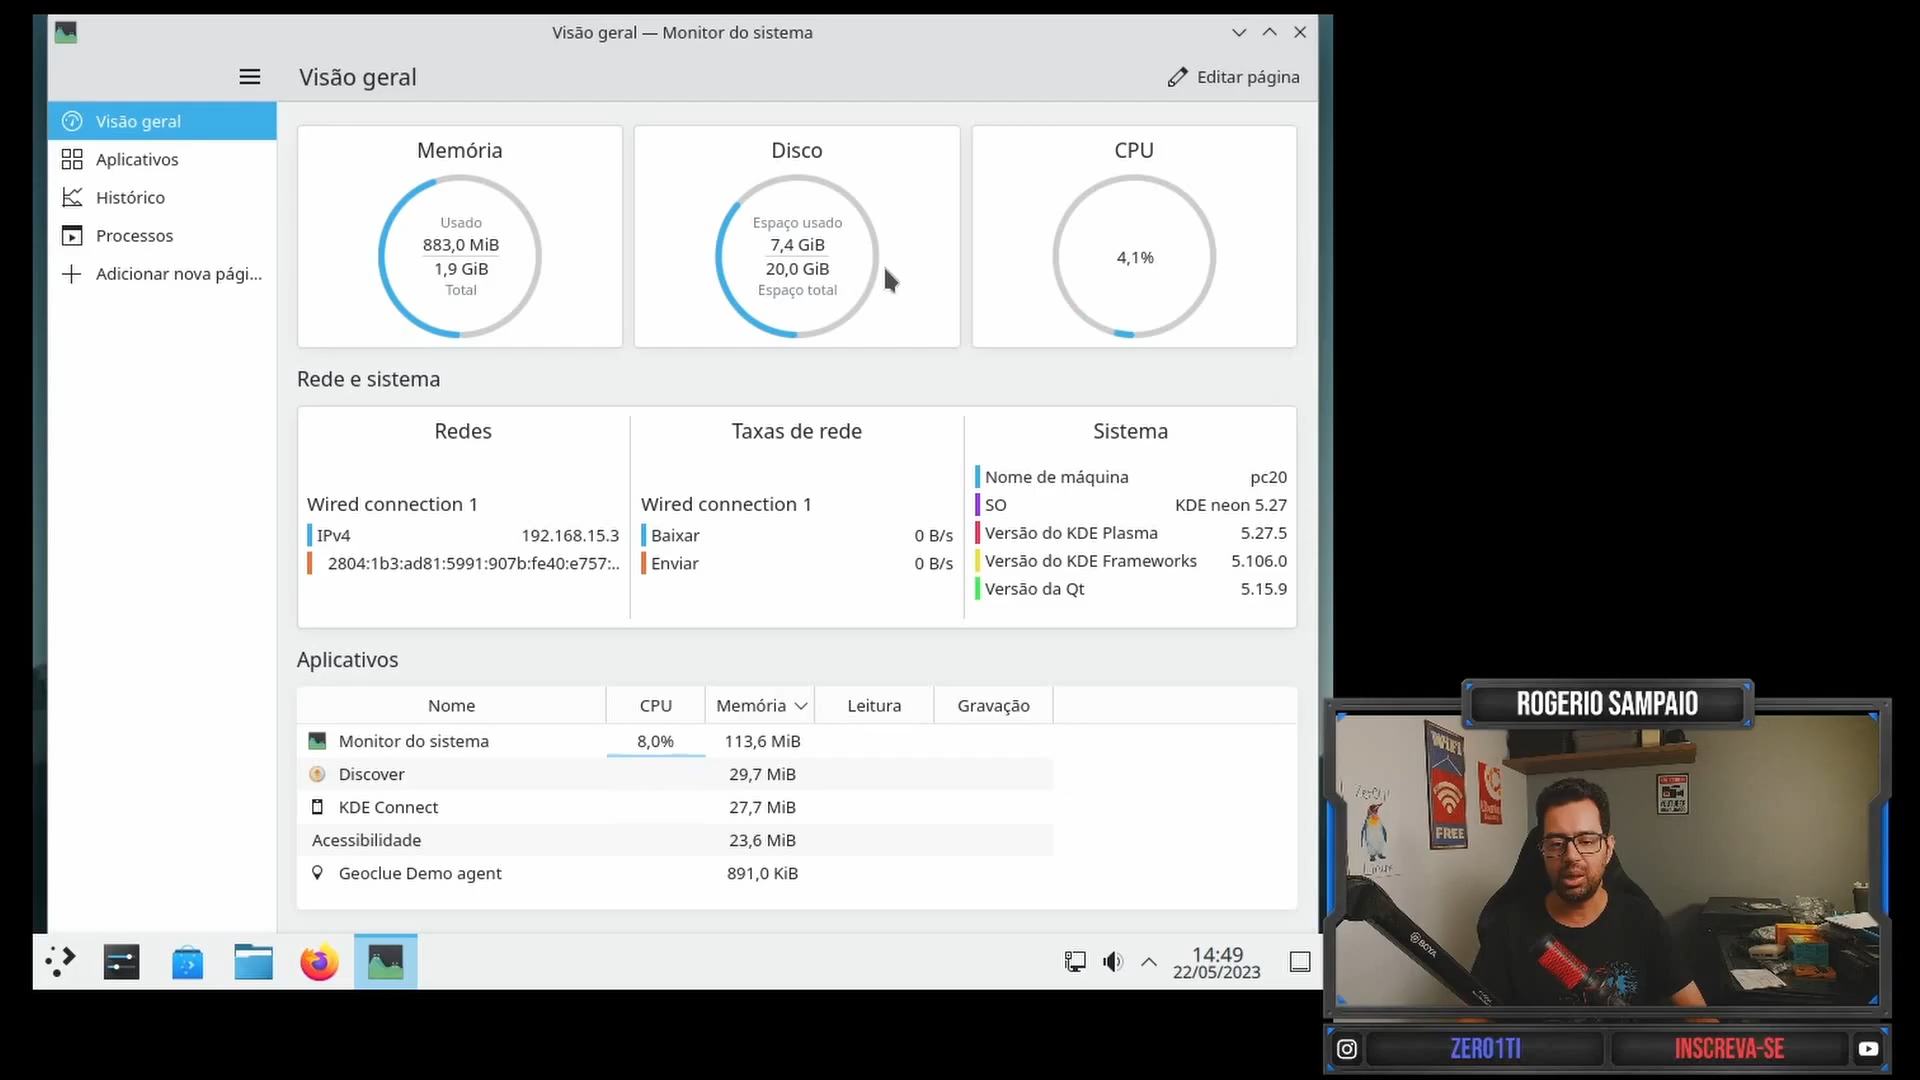 Visão geral — Monitor do sistema
Visão geral
Editar página
Visão geral
Aplicativos
Histórico
Processos
Adicionar nova pági...
Memória
Usado
883,0 MiB
1,9 GiB
Total
Disco
Espaço usado
7,4 GiB
20,0 GiB
Espaço total
CPU
4,1%
Rede e sistema
Redes
Wired connection 1
IPv4 192.168.15.3
2804:1b3:ad81:5991:907b:fe40:e757:..
Taxas de rede
Wired connection 1
Baixar 0 B/s
Enviar 0 B/s
Sistema
Nome de máquina pc20
SO KDE neon 5.27
Versão do KDE Plasma 5.27.5
Versão do KDE Frameworks 5.106.0
Versão da Qt 5.15.9
Aplicativos
Nome CPU Memória Leitura Gravação
Monitor do sistema 8,0% 113,6 MiB
Discover 29,7 MiB
KDE Connect 27,7 MiB
Acessibilidade 23,6 MiB
Geoclue Demo agent 891,0 KiB
14:49
22/05/2023
ROGERIO SAMPAIO
WiFi
FREE
Linux
BOYA
ZERO1TI
INSCREVA-SE